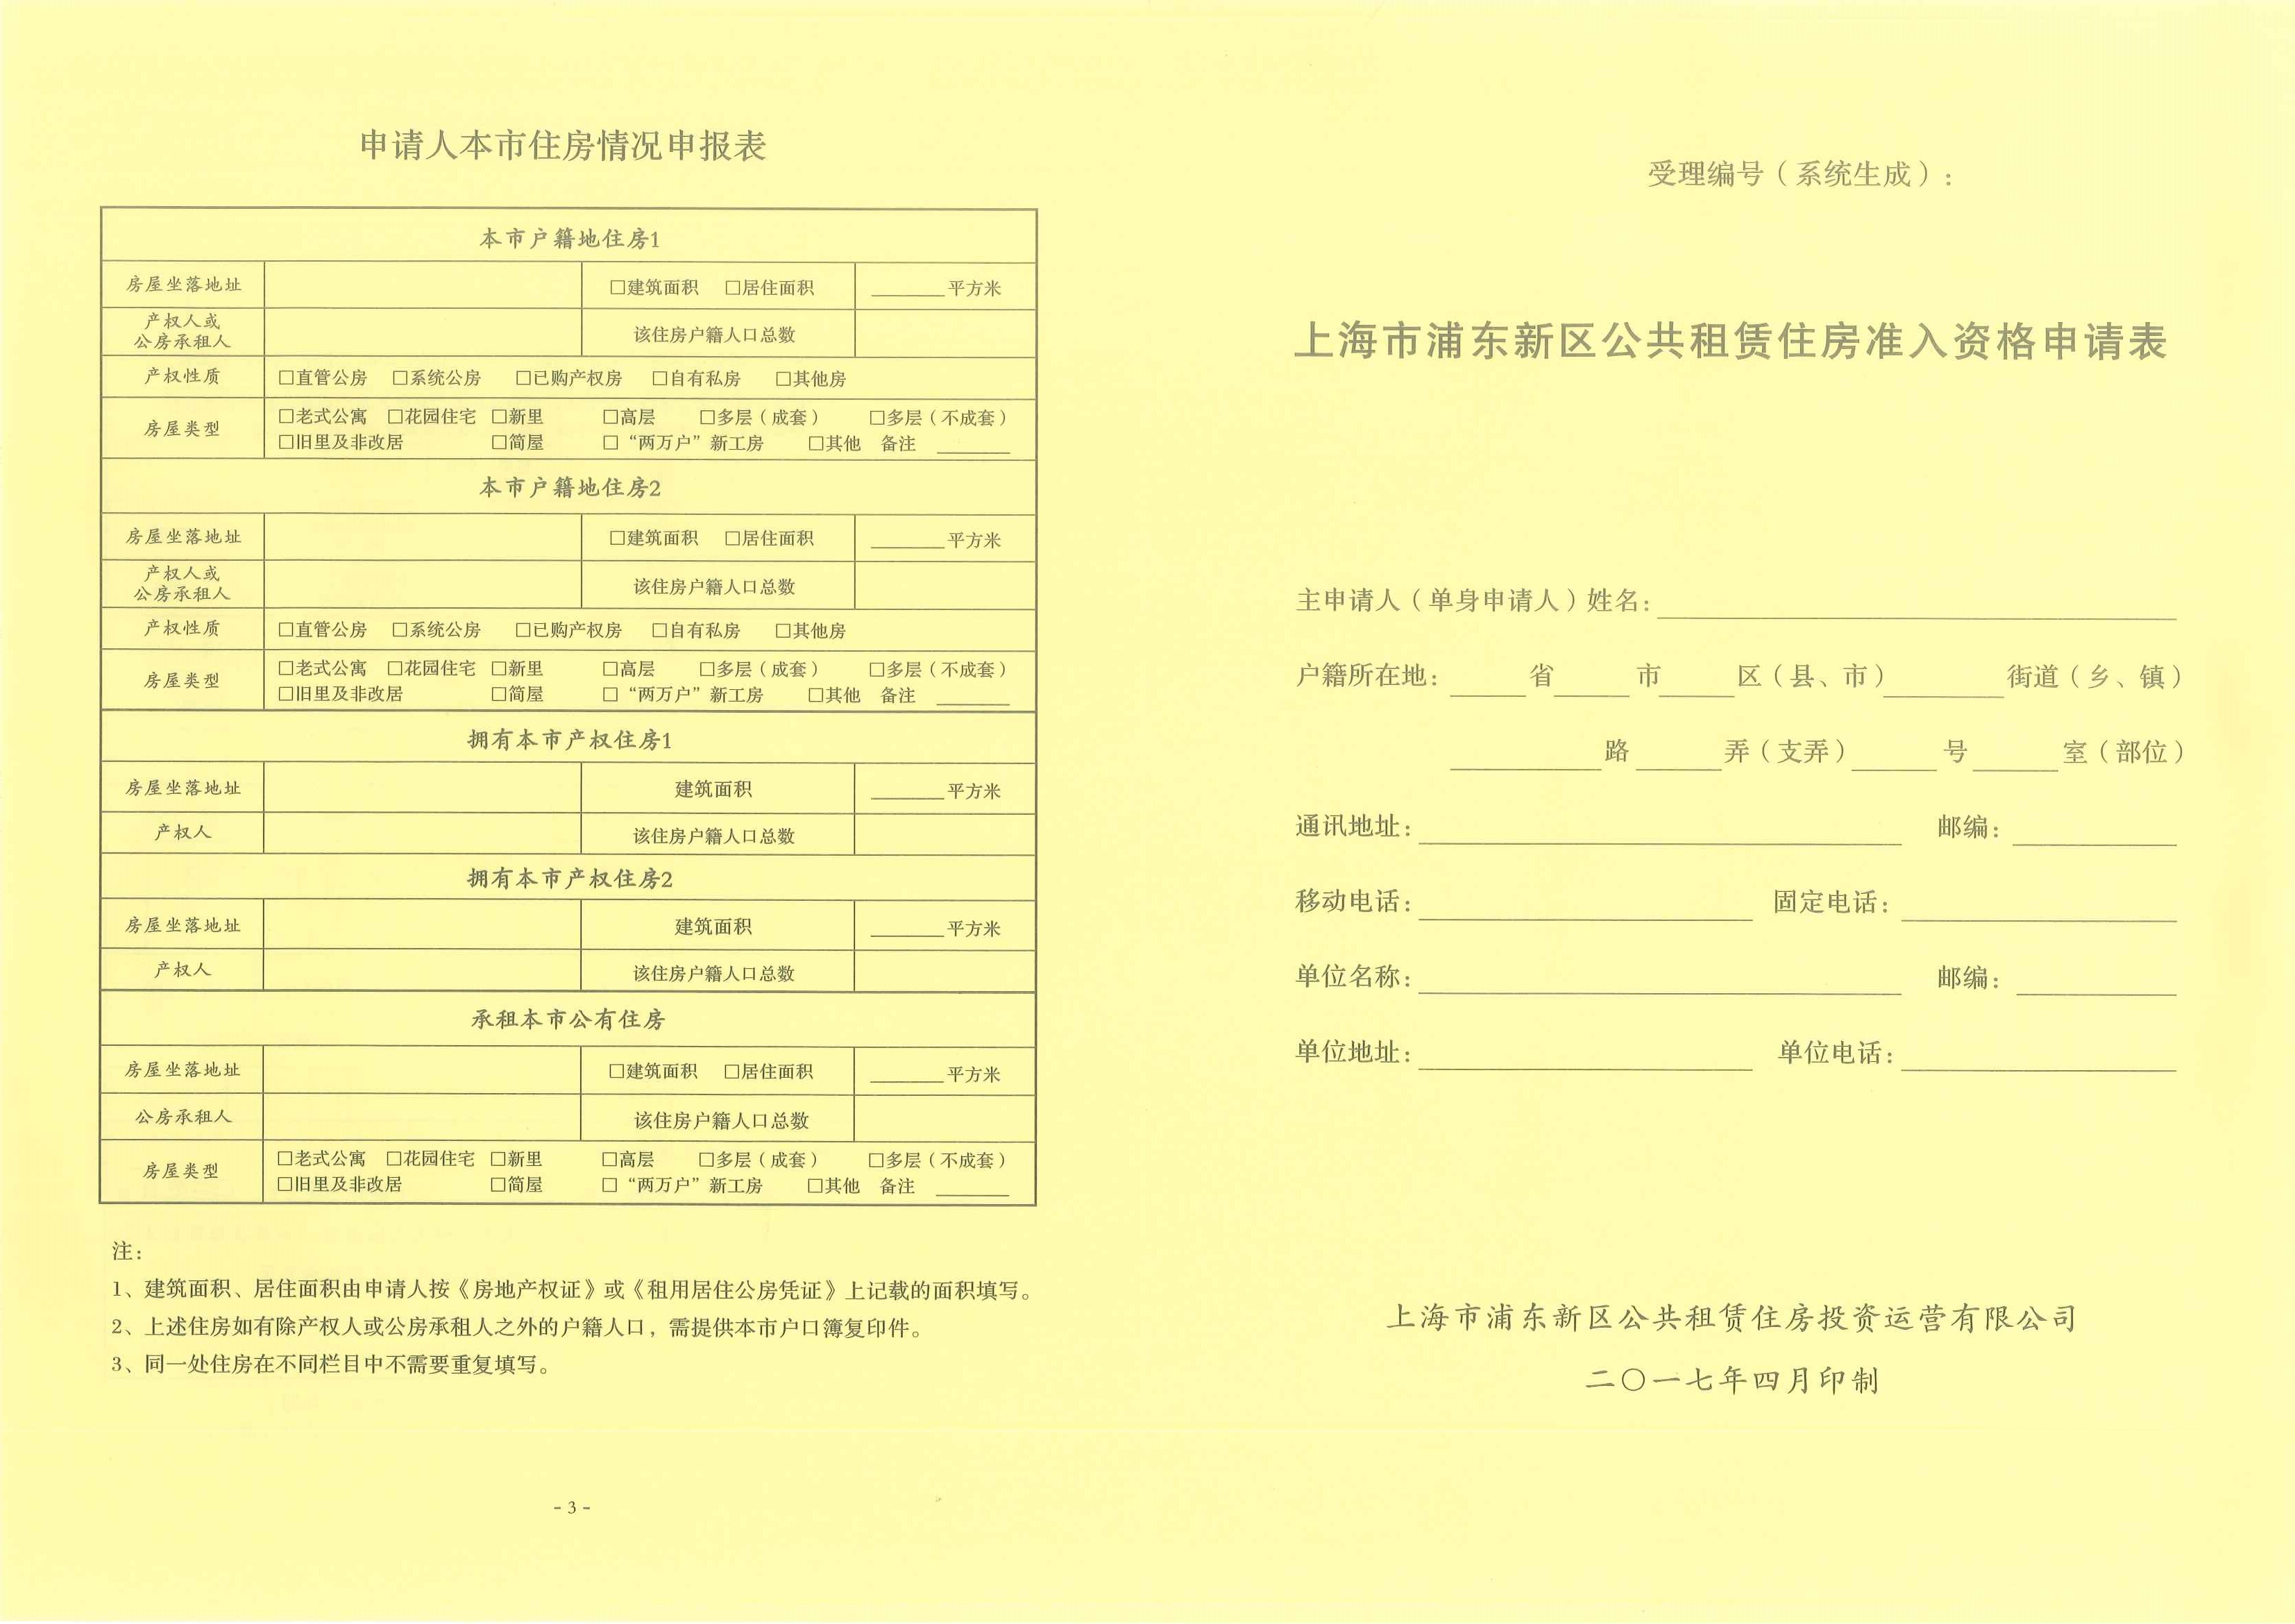 申请人本市住房情况申报表
本市户籍地住房1
房屋坐落地址 □建筑面积 □居住面积 ______平方米
产权人或
公房承租人 该住房户籍人口总数
产权性质 □直管公房 □系统公房 □已购产权房 □自有私房 □其他房
房屋类型 □老式公寓 □花园住宅 □新里 □高层 □多层（成套） □多层（不成套）
□旧里及非改居 □简屋 □“两万户”新工房 □其他 备注 ______
本市户籍地住房2
房屋坐落地址 □建筑面积 □居住面积 ______平方米
产权人或
公房承租人 该住房户籍人口总数
产权性质 □直管公房 □系统公房 □已购产权房 □自有私房 □其他房
房屋类型 □老式公寓 □花园住宅 □新里 □高层 □多层（成套） □多层（不成套）
□旧里及非改居 □简屋 □“两万户”新工房 □其他 备注 ______
拥有本市产权住房1
房屋坐落地址 建筑面积 ______平方米
产权人 该住房户籍人口总数
拥有本市产权住房2
房屋坐落地址 建筑面积 ______平方米
产权人 该住房户籍人口总数
承租本市公有住房
房屋坐落地址 □建筑面积 □居住面积 ______平方米
公房承租人 该住房户籍人口总数
房屋类型 □老式公寓 □花园住宅 □新里 □高层 □多层（成套） □多层（不成套）
□旧里及非改居 □简屋 □“两万户”新工房 □其他 备注 ______
注：
1、建筑面积、居住面积由申请人按《房地产权证》或《租用居住公房凭证》上记载的面积填写。
2、上述住房如有除产权人或公房承租人之外的户籍人口，需提供本市户口簿复印件。
3、同一处住房在不同栏目中不需要重复填写。
- 3 -
受理编号（系统生成）：
上海市浦东新区公共租赁住房准入资格申请表
主申请人（单身申请人）姓名：______
户籍所在地：______省______市______区（县、市）______街道（乡、镇）
______路______弄（支弄）______号______室（部位）
通讯地址：______ 邮编：______
移动电话：______ 固定电话：______
单位名称：______ 邮编：______
单位地址：______ 单位电话：______
上海市浦东新区公共租赁住房投资运营有限公司
二〇一七年四月印制